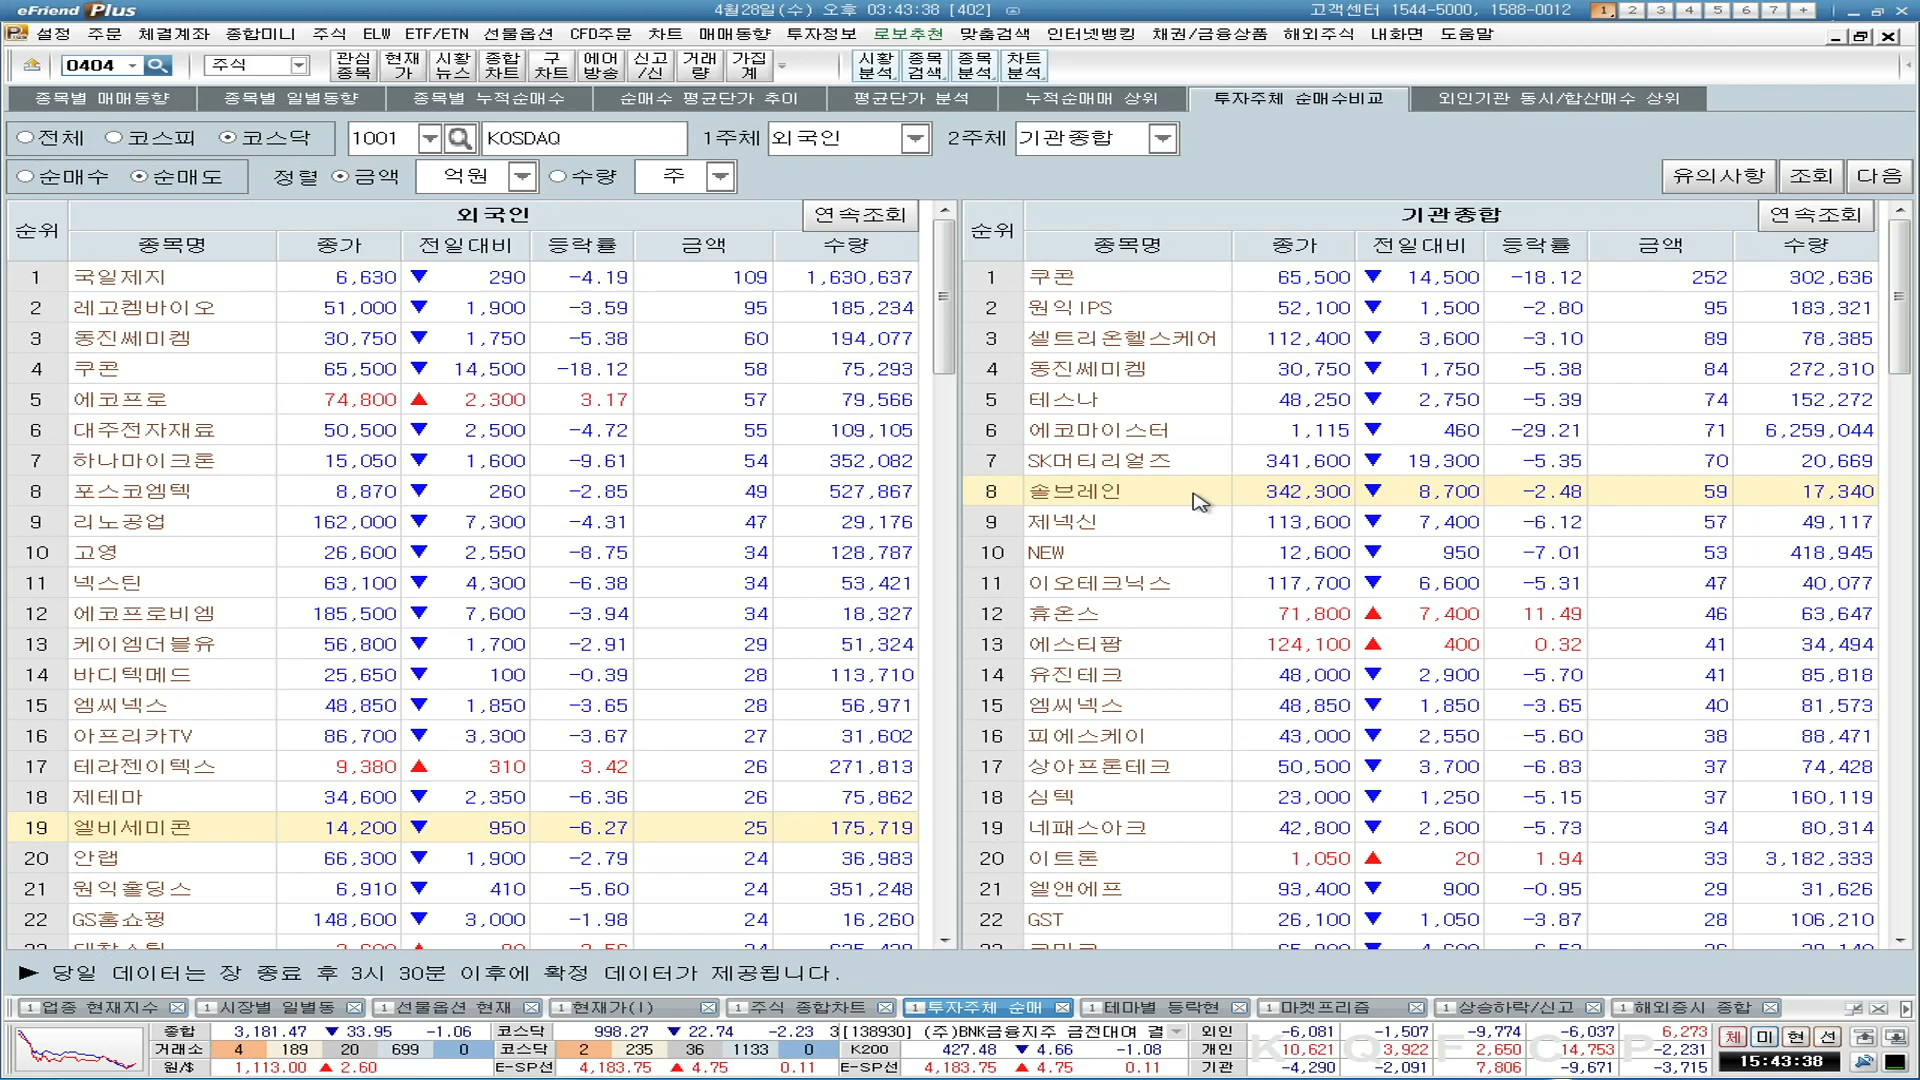 eFriend Plus 4월28일(수) 오후 03:43:38 [402] 고객센터 1544-5000, 1588-0012 1 2 3 4 5 6 7 +
설정 주문 체결계좌 종합미니 주식 ELW ETF/ETN 선물옵션 CFD주문 차트 매매동향 투자정보 로보추천 맞춤검색 인터넷뱅킹 채권/금융상품 해외주식 내화면 도움말
0404 주식 관심종목 현재가 시황뉴스 종합차트 구차트 에어방송 신고/신 거래량 가집계 시황분석 종목검색 종목분석 차트분석
종목별 매매동향 종목별 일별동향 종목별 누적순매수 순매수 평균단가 추이 평균단가 분석 누적순매매 상위 투자주체 순매수비교 외인기관 동시/합산매수 상위
전체 코스피 코스닥 1001 KOSDAQ 1주체 외국인 2주체 기관종합
순매수 순매도 정렬 금액 억원 수량 주 유의사항 조회 다음
순위 외국인 연속조회 순위 기관종합 연속조회
종목명 종가 전일대비 등락률 금액 수량 종목명 종가 전일대비 등락률 금액 수량
1 국일제지 6,630 ▼ 290 -4.19 109 1,630,637 1 쿠콘 65,500 ▼ 14,500 -18.12 252 302,636
2 레고켐바이오 51,000 ▼ 1,900 -3.59 95 185,234 2 원익IPS 52,100 ▼ 1,500 -2.80 95 183,321
3 동진쎄미켐 30,750 ▼ 1,750 -5.38 60 194,077 3 셀트리온헬스케어 112,400 ▼ 3,600 -3.10 89 78,385
4 쿠콘 65,500 ▼ 14,500 -18.12 58 75,293 4 동진쎄미켐 30,750 ▼ 1,750 -5.38 84 272,310
5 에코프로 74,800 ▲ 2,300 3.17 57 79,566 5 테스나 48,250 ▼ 2,750 -5.39 74 152,272
6 대주전자재료 50,500 ▼ 2,500 -4.72 55 109,105 6 에코마이스터 1,115 ▼ 460 -29.21 71 6,259,044
7 하나마이크론 15,050 ▼ 1,600 -9.61 54 352,082 7 SK머티리얼즈 341,600 ▼ 19,300 -5.35 70 20,669
8 포스코엠텍 8,870 ▼ 260 -2.85 49 527,867 8 솔브레인 342,300 ▼ 8,700 -2.48 59 17,340
9 리노공업 162,000 ▼ 7,300 -4.31 47 29,176 9 제넥신 113,600 ▼ 7,400 -6.12 57 49,117
10 고영 26,600 ▼ 2,550 -8.75 34 128,787 10 NEW 12,600 ▼ 950 -7.01 53 418,945
11 넥스틴 63,100 ▼ 4,300 -6.38 34 53,421 11 이오테크닉스 117,700 ▼ 6,600 -5.31 47 40,077
12 에코프로비엠 185,500 ▼ 7,600 -3.94 34 18,327 12 휴온스 71,800 ▲ 7,400 11.49 46 63,647
13 케이엠더블유 56,800 ▼ 1,700 -2.91 29 51,324 13 에스티팜 124,100 ▲ 400 0.32 41 34,494
14 바디텍메드 25,650 ▼ 100 -0.39 28 113,710 14 유진테크 48,000 ▼ 2,900 -5.70 41 85,818
15 엠씨넥스 48,850 ▼ 1,850 -3.65 28 56,971 15 엠씨넥스 48,850 ▼ 1,850 -3.65 40 81,573
16 아프리카TV 86,700 ▼ 3,300 -3.67 27 31,602 16 피에스케이 43,000 ▼ 2,550 -5.60 38 88,471
17 테라젠이텍스 9,380 ▲ 310 3.42 26 271,813 17 상아프론테크 50,500 ▼ 3,700 -6.83 37 74,428
18 제테마 34,600 ▼ 2,350 -6.36 26 75,862 18 심텍 23,000 ▼ 1,250 -5.15 37 160,119
19 엘비세미콘 14,200 ▼ 950 -6.27 25 175,719 19 네패스아크 42,800 ▼ 2,600 -5.73 34 80,314
20 안랩 66,300 ▼ 1,900 -2.79 24 36,983 20 이트론 1,050 ▲ 20 1.94 33 3,182,333
21 원익홀딩스 6,910 ▼ 410 -5.60 24 351,248 21 엘앤에프 93,400 ▼ 900 -0.95 29 31,626
22 GS홈쇼핑 148,600 ▼ 3,000 -1.98 24 16,260 22 GST 26,100 ▼ 1,050 -3.87 28 106,210
▶ 당일 데이터는 장 종료 후 3시 30분 이후에 확정 데이터가 제공됩니다.
1 업종 현재지수 1 시장별 일별동 1 선물옵션 현재 1 현재가(I) 1 주식 종합차트 1 투자주체 순매 1 테마별 등락현 1 마켓프리즘 1 상승하락/신고 1 해외증시 종합
종합 3,181.47 ▼ 33.95 -1.06 코스닥 998.27 ▼ 22.74 -2.23 3 [138930] (주)BNK금융지주 금전대여 결 외인 -6,081 -1,507 -9,774 -6,037 6,273 체 미 현 선
거래소 4 189 20 699 0 코스닥 2 235 36 1133 0 K200 427.48 ▼ 4.66 -1.08 개인 10,621 3,922 2,650 14,753 -2,231
원/$ 1,113.00 ▲ 2.60 E-SP선 4,183.75 ▲ 4.75 0.11 E-SP선 4,183.75 ▲ 4.75 0.11 기관 -4,290 -2,091 7,806 -9,671 -3,715 15:43:38